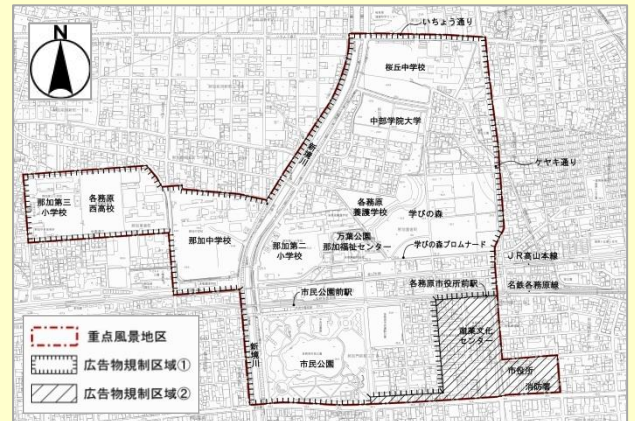 N
いちょう通り
桜丘中学校
中部学院大学
新境川
ケヤキ通り
那加第三
小学校
各務原
西高校
各務原
養護学校
学びの森
那加中学校
那加第二
小学校
万葉公園
那加福祉センター
学びの森プロムナード
JR高山本線
市民公園前駅
各務原市役所前駅
名鉄各務原線
産業文化
センター
新境川
市民公園
市役所
消防署
重点風景地区
広告物規制区域①
広告物規制区域②